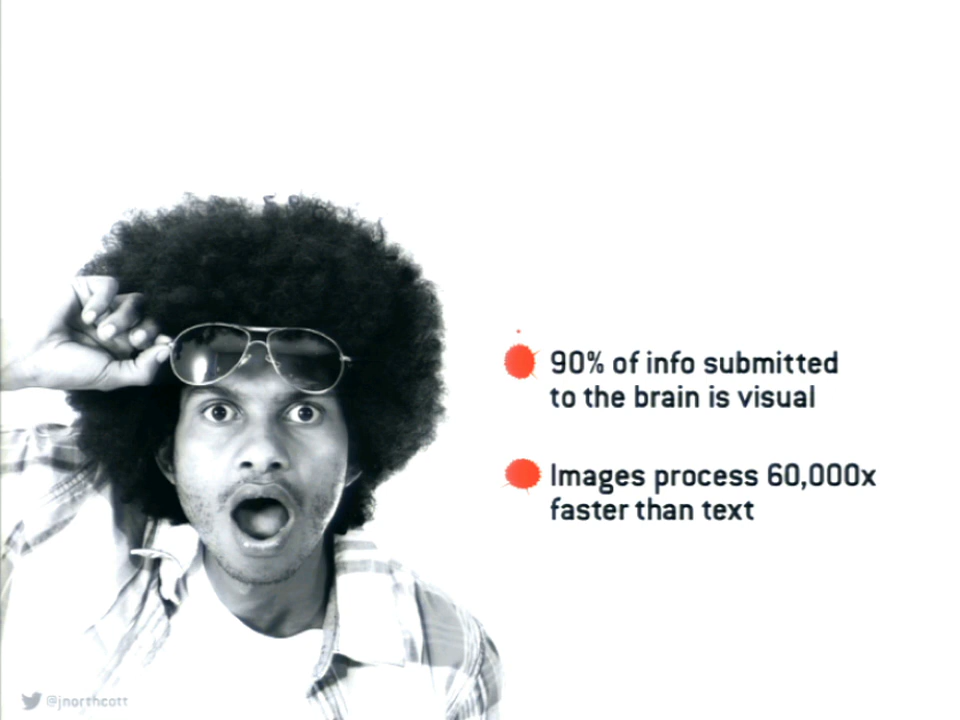 90% of info submitted
to the brain is visual
Images process 60,000x
faster than text
@jnorthcott